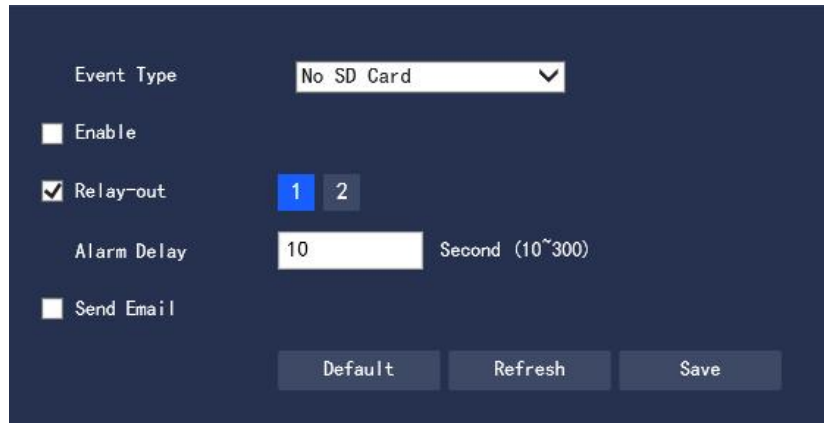 Event Type No SD Card
Enable
Relay-out 1 2
Alarm Delay 10 Second (10~300)
Send Email
Default Refresh Save